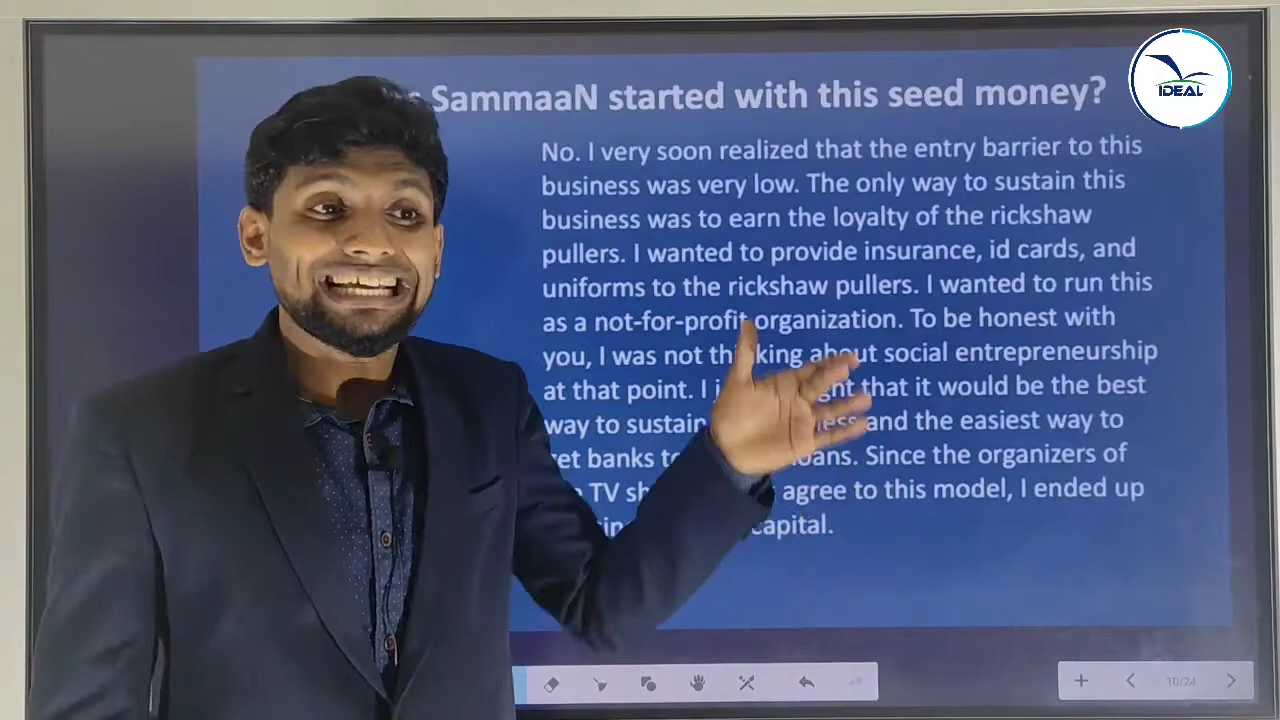 SammaaN started with this seed money?
IDEAL
No. I very soon realized that the entry barrier to this
business was very low. The only way to sustain this
business was to earn the loyalty of the rickshaw
pullers. I wanted to provide insurance, id cards, and
uniforms to the rickshaw pullers. I wanted to run this
as a not-for-profit organization. To be honest with
you, I was not thinking about social entrepreneurship
at that point. I that it would be the best
way to sustain and the easiest way to
banks loans. Since the organizers of
TV agree to this model, I ended up
capital.
10/24